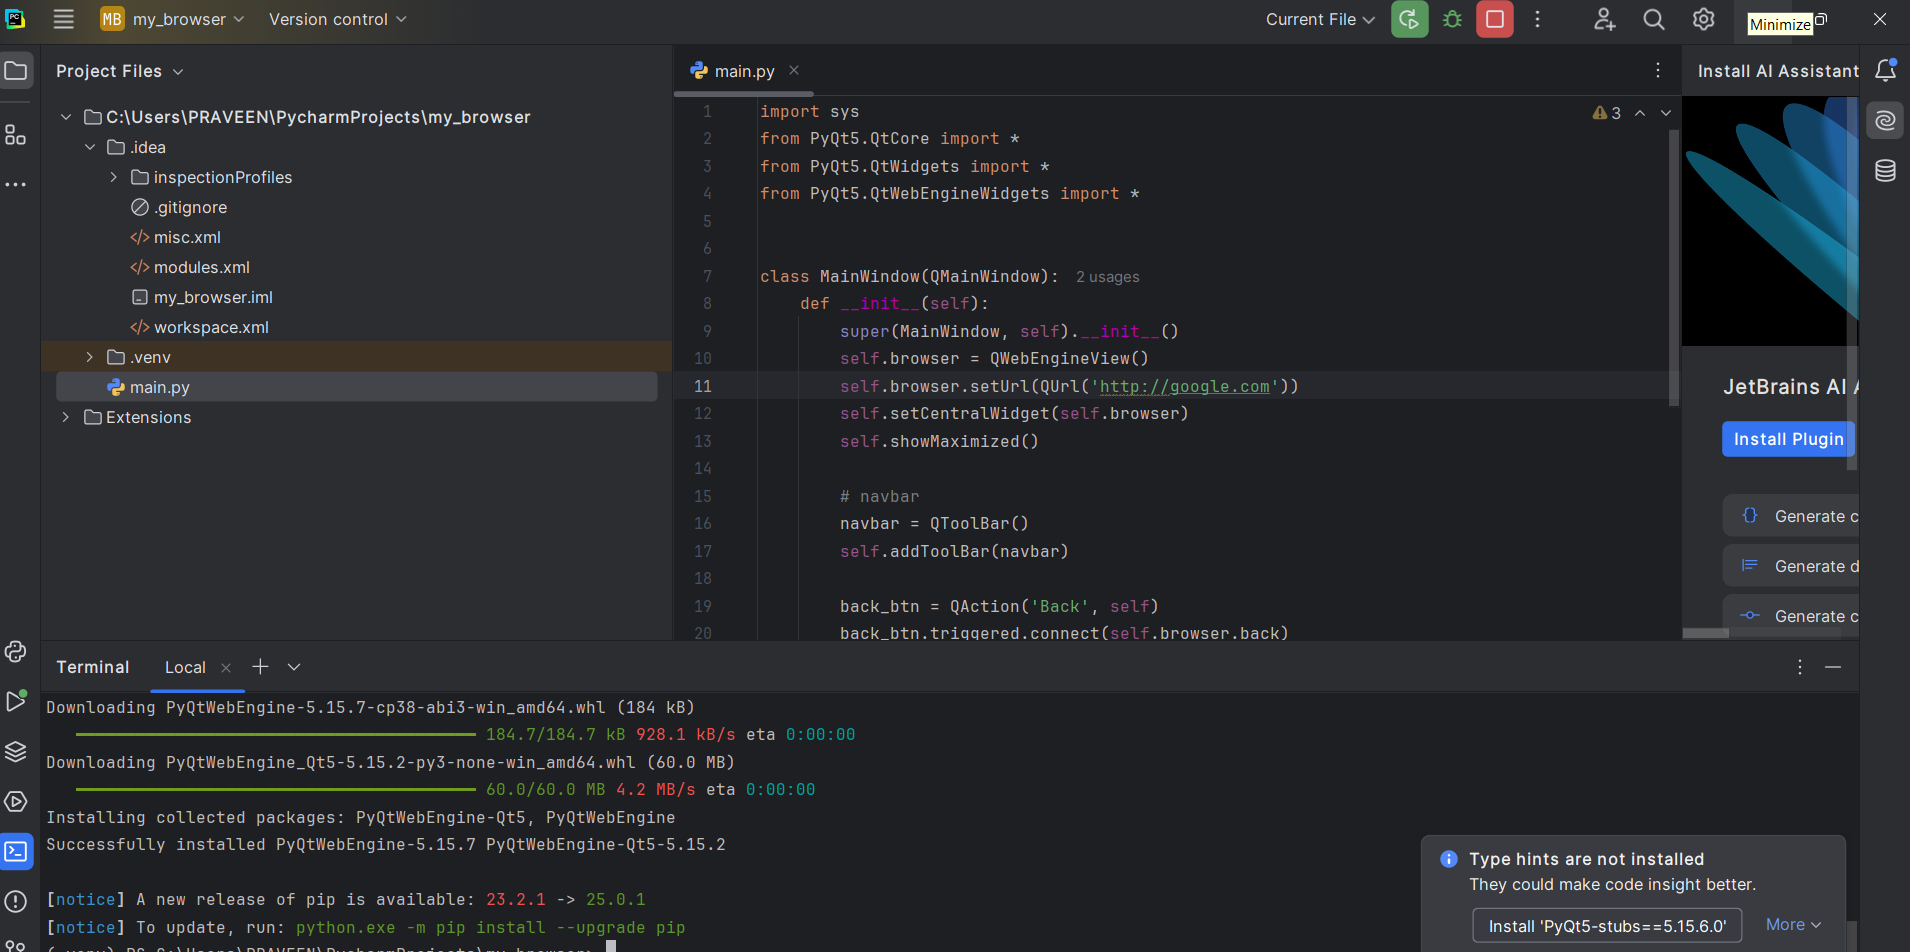 MB my_browser Version control Current File Minimize
Project Files
main.py
Install AI Assistant
C:\Users\PRAVEEN\PycharmProjects\my_browser
.idea
inspectionProfiles
.gitignore
misc.xml
modules.xml
my_browser.iml
workspace.xml
.venv
main.py
Extensions
3
1 import sys
2 from PyQt5.QtCore import *
3 from PyQt5.QtWidgets import *
4 from PyQt5.QtWebEngineWidgets import *
5
6
7 class MainWindow(QMainWindow): 2 usages
8 def __init__(self):
9 super(MainWindow, self).__init__()
10 self.browser = QWebEngineView()
11 self.browser.setUrl(QUrl('http://google.com'))
12 self.setCentralWidget(self.browser)
13 self.showMaximized()
14
15 # navbar
16 navbar = QToolBar()
17 self.addToolBar(navbar)
18
19 back_btn = QAction('Back', self)
20 back_btn.triggered.connect(self.browser.back)
JetBrains AI
Install Plugin
Generate c
Generate d
Generate c
Terminal Local
Downloading PyQtWebEngine-5.15.7-cp38-abi3-win_amd64.whl (184 kB)
184.7/184.7 kB 928.1 kB/s eta 0:00:00
Downloading PyQtWebEngine_Qt5-5.15.2-py3-none-win_amd64.whl (60.0 MB)
60.0/60.0 MB 4.2 MB/s eta 0:00:00
Installing collected packages: PyQtWebEngine-Qt5, PyQtWebEngine
Successfully installed PyQtWebEngine-5.15.7 PyQtWebEngine-Qt5-5.15.2
[notice] A new release of pip is available: 23.2.1 -> 25.0.1
[notice] To update, run: python.exe -m pip install --upgrade pip
(.venv) PS C:\Users\PRAVEEN\PycharmProjects\my_browser>
Type hints are not installed
They could make code insight better.
Install 'PyQt5-stubs==5.15.6.0' More